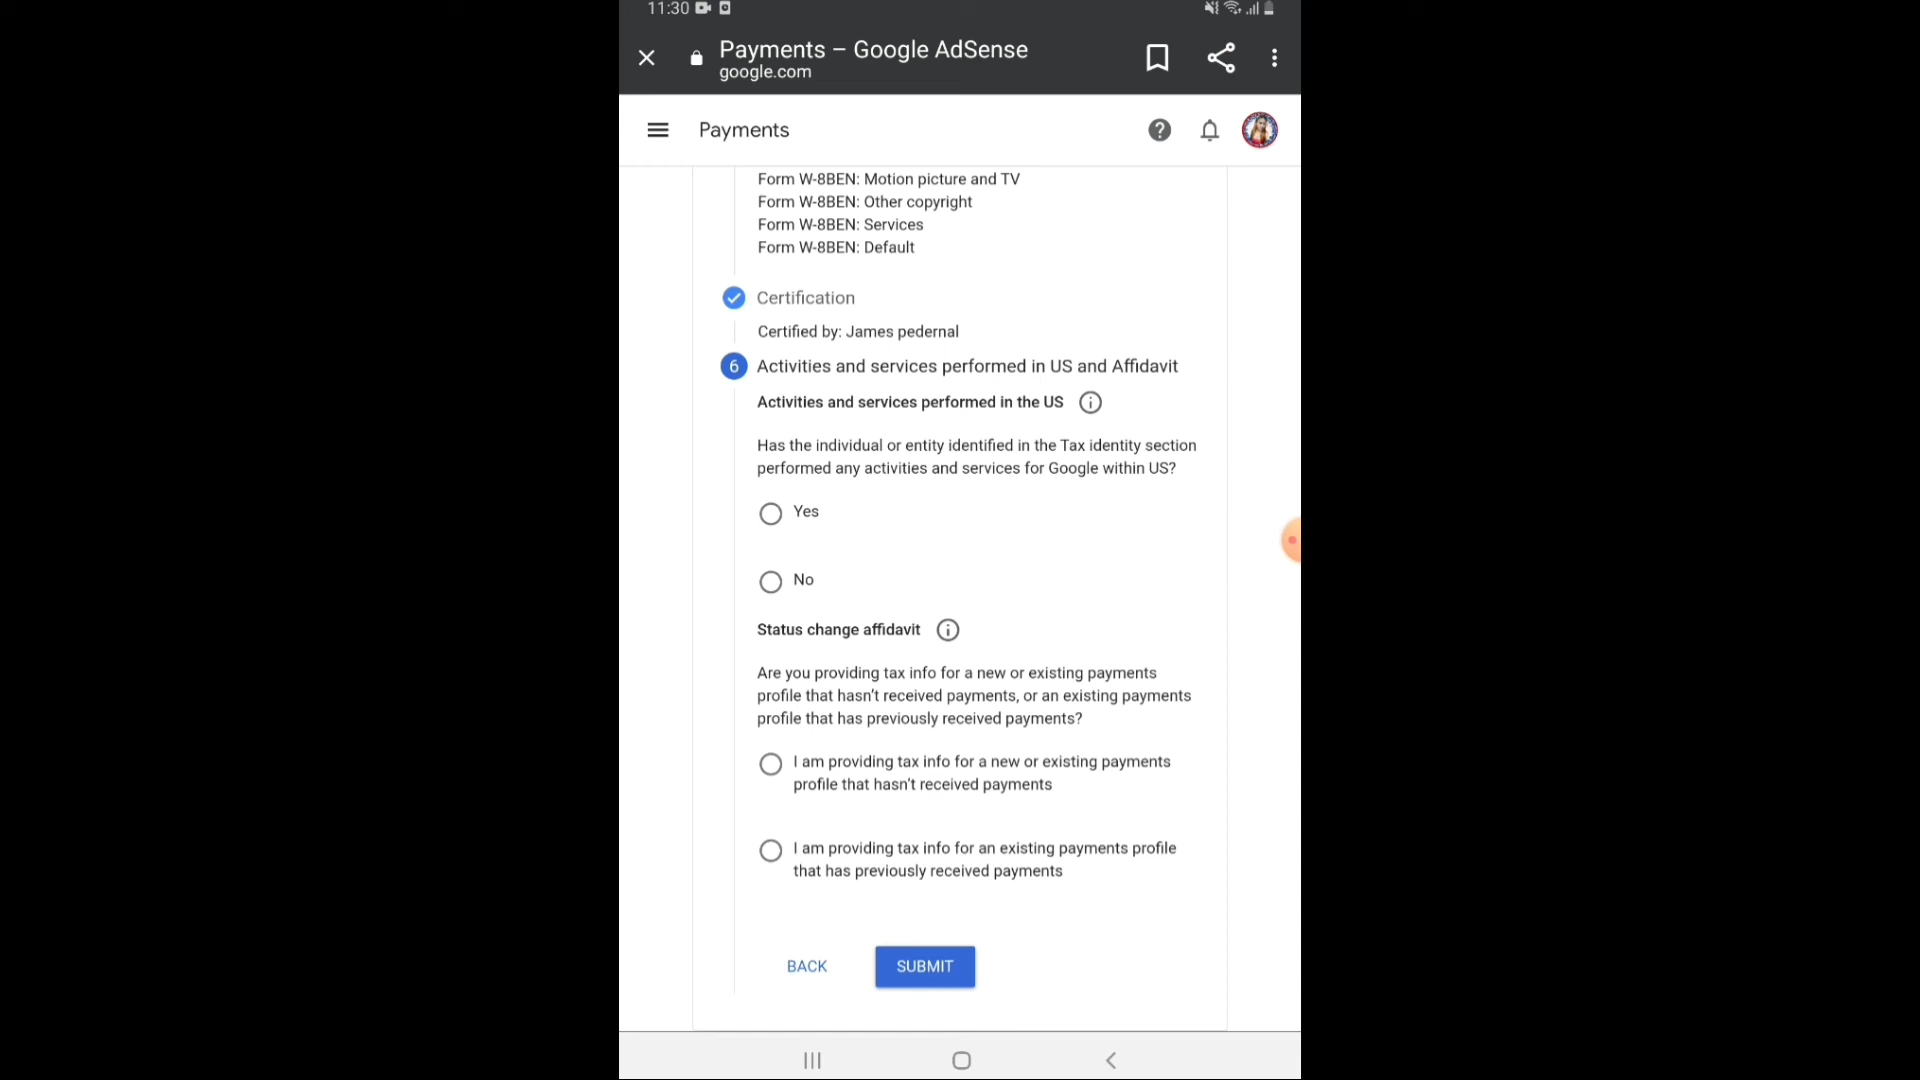 11:30
Payments – Google AdSense
google.com
Payments
Form W-8BEN: Motion picture and TV
Form W-8BEN: Other copyright
Form W-8BEN: Services
Form W-8BEN: Default
Certification
Certified by: James pedernal
6 Activities and services performed in US and Affidavit
Activities and services performed in the US
Has the individual or entity identified in the Tax identity section
performed any activities and services for Google within US?
Yes
No
Status change affidavit
Are you providing tax info for a new or existing payments
profile that hasn't received payments, or an existing payments
profile that has previously received payments?
I am providing tax info for a new or existing payments
profile that hasn't received payments
I am providing tax info for an existing payments profile
that has previously received payments
BACK SUBMIT